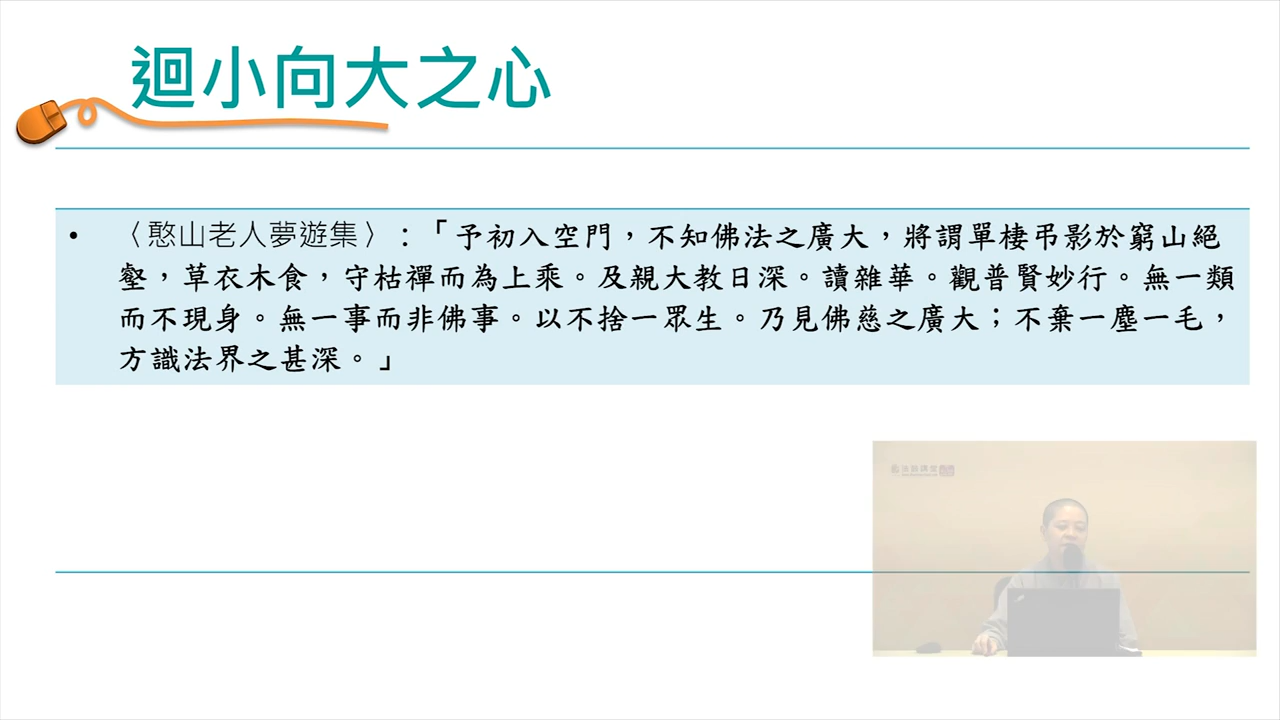 迴小向大之心
• 〈憨山老人夢遊集〉：「予初入空門，不知佛法之廣大，將謂單棲弔影於窮山絕
壑，草衣木食，守枯禪而為上乘。及親大教日深。讀雜華。觀普賢妙行。無一類
而不現身。無一事而非佛事。以不捨一眾生。乃見佛慈之廣大；不棄一塵一毛，
方識法界之甚深。」